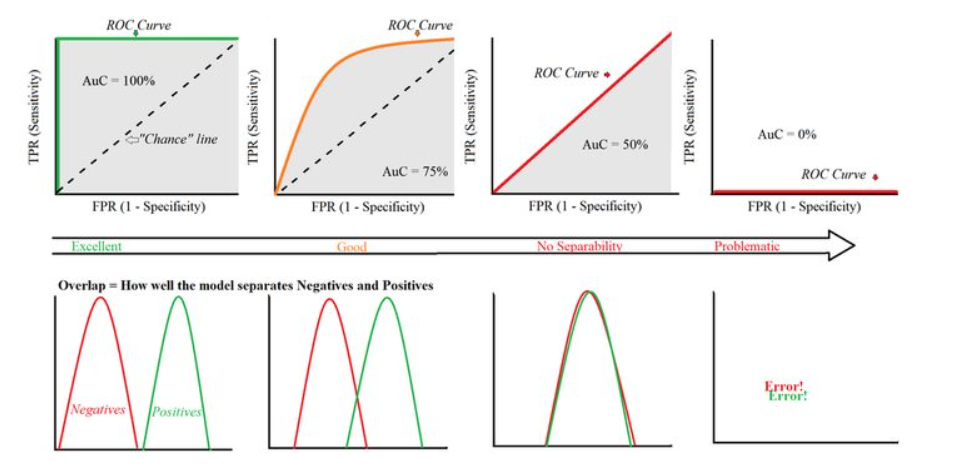 ROC Curve
AuC = 100%
"Chance" line
TPR (Sensitivity)
FPR (1 - Specificity)
ROC Curve
AuC = 75%
TPR (Sensitivity)
FPR (1 - Specificity)
ROC Curve
AuC = 50%
TPR (Sensitivity)
FPR (1 - Specificity)
AuC = 0%
ROC Curve
TPR (Sensitivity)
FPR (1 - Specificity)
Excellent
Good
No Separability
Problematic
Overlap = How well the model separates Negatives and Positives
Negatives
Positives
Error!
Error!